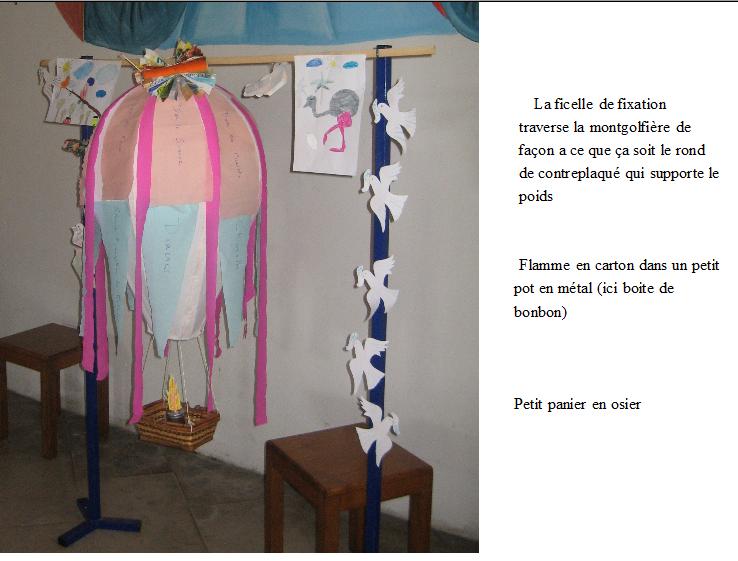 La ficelle de fixation
traverse la montgolfière de
façon a ce que ça soit le rond
de contreplaqué qui supporte le
poids
Flamme en carton dans un petit
pot en métal (ici boite de
bonbon)
Petit panier en osier